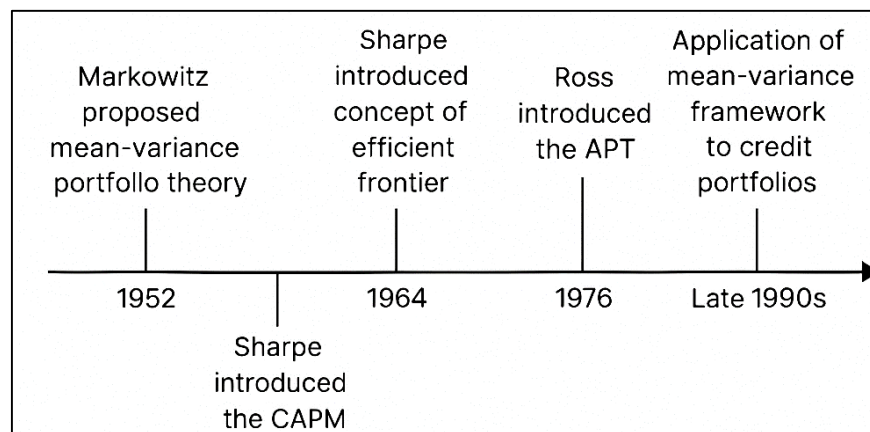 Markowitz
proposed
mean-variance
portfollo theory
Sharpe
introduced
concept of
efficient
frontier
Ross
introduced
the APT
Application of
mean-variance
framework
to credit
portfolios
1952
1964
1976
Late 1990s
Sharpe
introduced
the CAPM